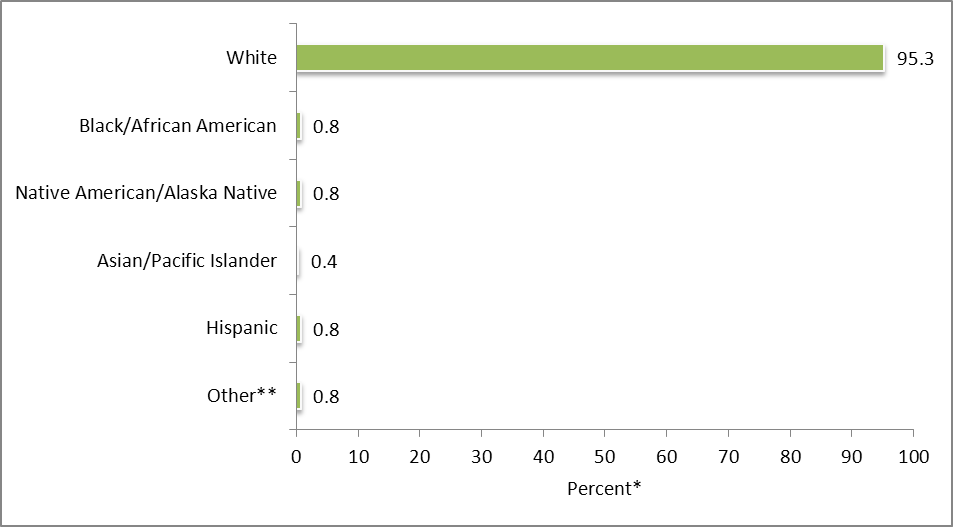 White 95.3
Black/African American 0.8
Native American/Alaska Native 0.8
Asian/Pacific Islander 0.4
Hispanic 0.8
Other** 0.8
0 10 20 30 40 50 60 70 80 90 100
Percent*